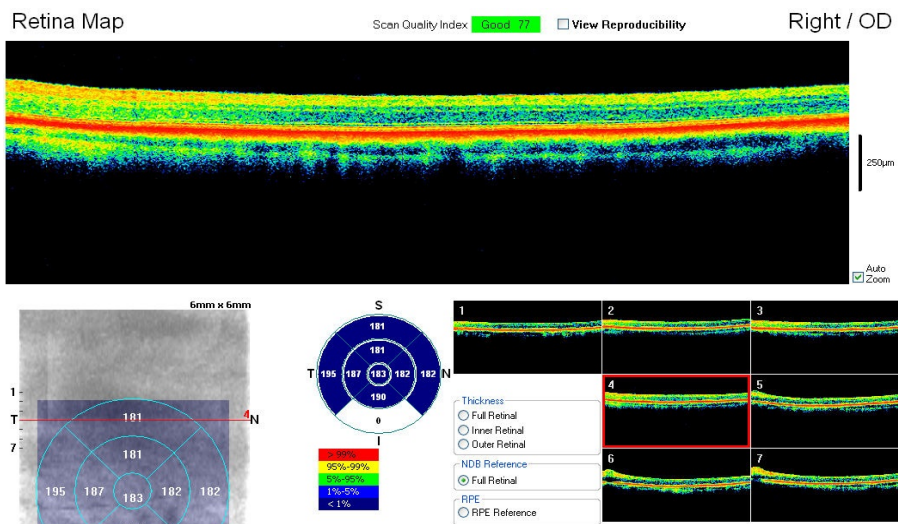 Retina Map
Scan Quality Index Good 77
View Reproducibility
Right / OD
250µm
Auto
Zoom
6mm x 6mm
1
T
7
4
N
181
181
195 187 183 182 182
S
181
181
T 195 187 183 182 182 N
190
0
I
> 99%
95%-99%
5%-95%
1%-5%
< 1%
Thickness
Full Retinal
Inner Retinal
Outer Retinal
NDB Reference
Full Retinal
RPE
RPE Reference
1
2
3
4
5
6
7